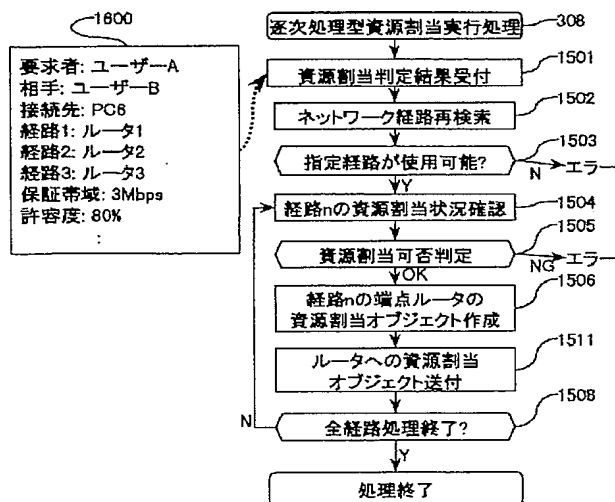 1600
要求者: ユーザーA
相手: ユーザーB
接続先: PC6
経路1: ルータ1
経路2: ルータ2
経路3: ルータ3
保証帯域: 3Mbps
許容度: 80%
:
逐次処理型資源割当実行処理
308
資源割当判定結果受付
1501
ネットワーク経路再検索
1502
指定経路が使用可能?
1503
N
エラー
Y
経路nの資源割当状況確認
1504
資源割当可否判定
1505
NG
エラー
OK
経路nの端点ルータの
資源割当オブジェクト作成
1506
ルータへの資源割当
オブジェクト送付
1511
全経路処理終了?
1508
N
Y
処理終了